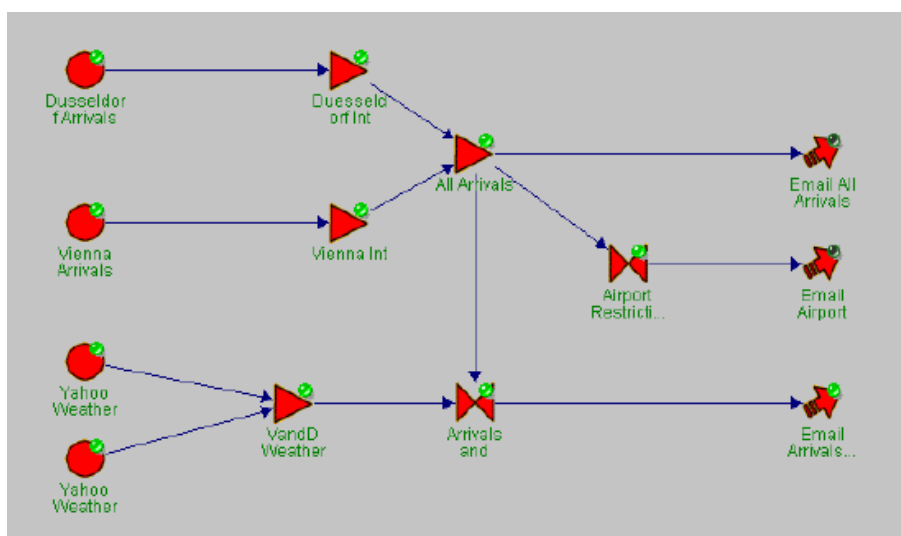 Dusseldor
f Arrivals
Duesseld
orf Int
All Arrivals
Email All
Arrivals
Vienna
Arrivals
Vienna Int
Airport
Restricti...
Email
Airport
Yahoo
Weather
VandD
Weather
Arrivals
and
Email
Arrivals...
Yahoo
Weather